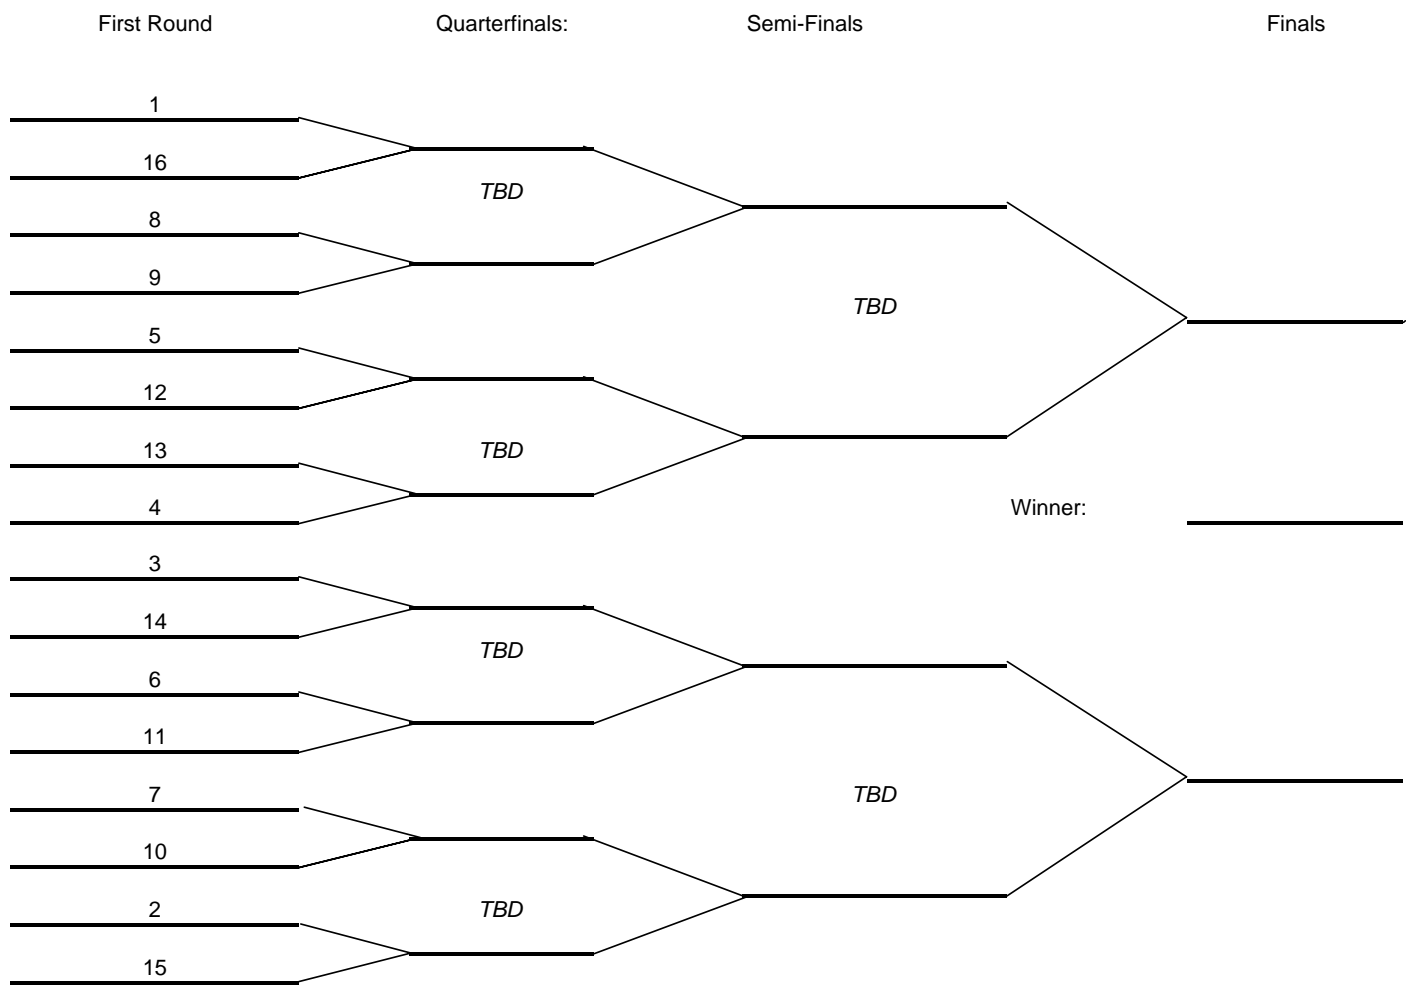 First Round Quarterfinals: Semi-Finals Finals
1
16
TBD
8
9
TBD
5
12
13
TBD
4
Winner:
3
14
TBD
6
11
7
TBD
10
2
TBD
15